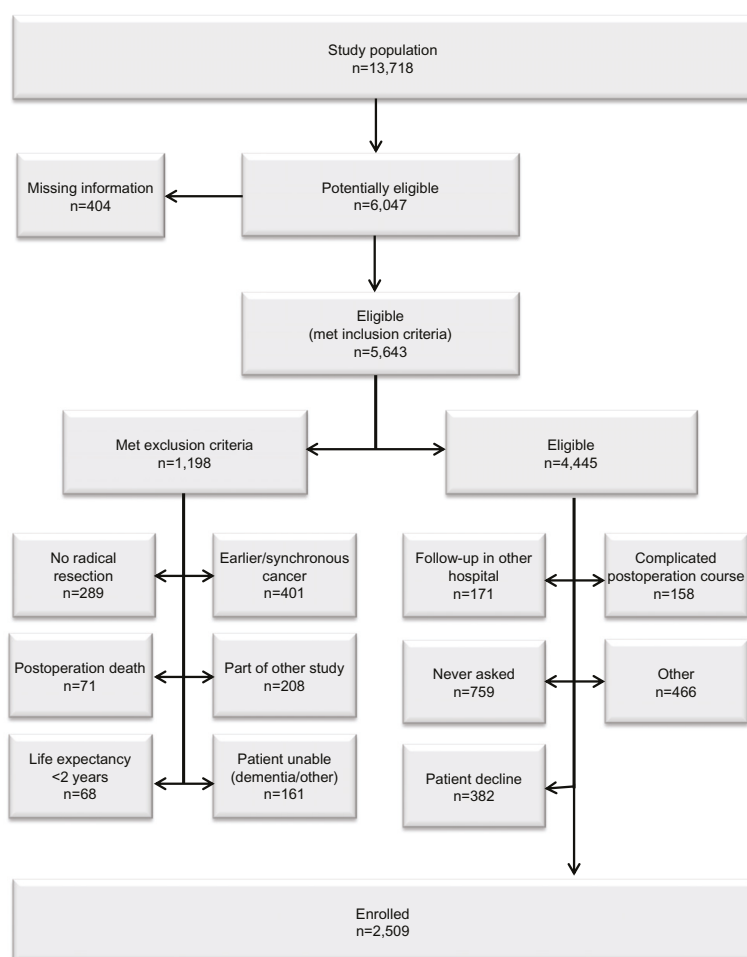 Study population
n=13,718
Missing information
n=404
Potentially eligible
n=6,047
Eligible
(met inclusion criteria)
n=5,643
Met exclusion criteria
n=1,198
Eligible
n=4,445
No radical
resection
n=289
Earlier/synchronous
cancer
n=401
Follow-up in other
hospital
n=171
Complicated
postoperation course
n=158
Postoperation death
n=71
Part of other study
n=208
Never asked
n=759
Other
n=466
Life expectancy
<2 years
n=68
Patient unable
(dementia/other)
n=161
Patient decline
n=382
Enrolled
n=2,509